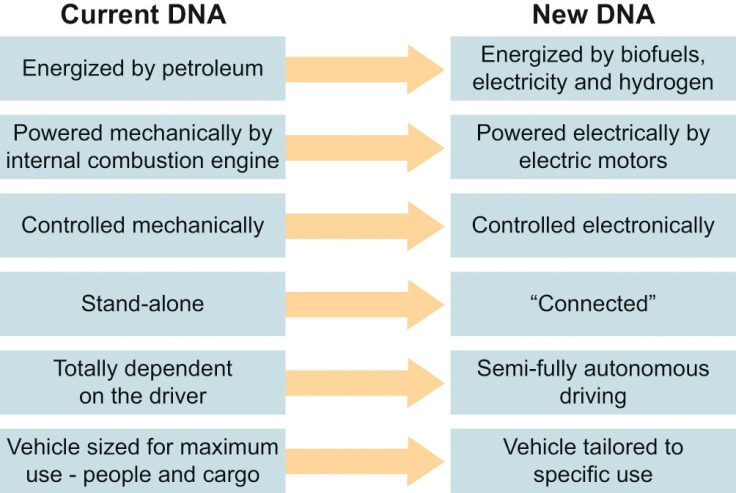 Current DNA
New DNA
Energized by petroleum
Energized by biofuels,
electricity and hydrogen
Powered mechanically by
internal combustion engine
Powered electrically by
electric motors
Controlled mechanically
Controlled electronically
Stand-alone
“Connected”
Totally dependent
on the driver
Semi-fully autonomous
driving
Vehicle sized for maximum
use - people and cargo
Vehicle tailored to
specific use